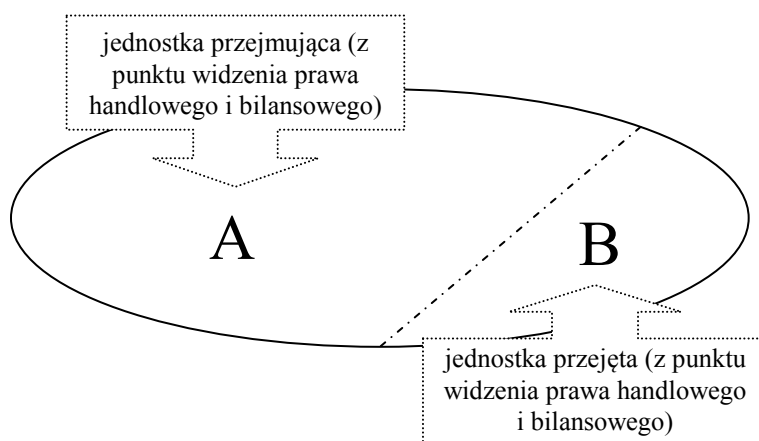 jednostka przejmująca (z
punktu widzenia prawa
handlowego i bilansowego)
A
B
jednostka przejęta (z punktu
widzenia prawa handlowego
i bilansowego)